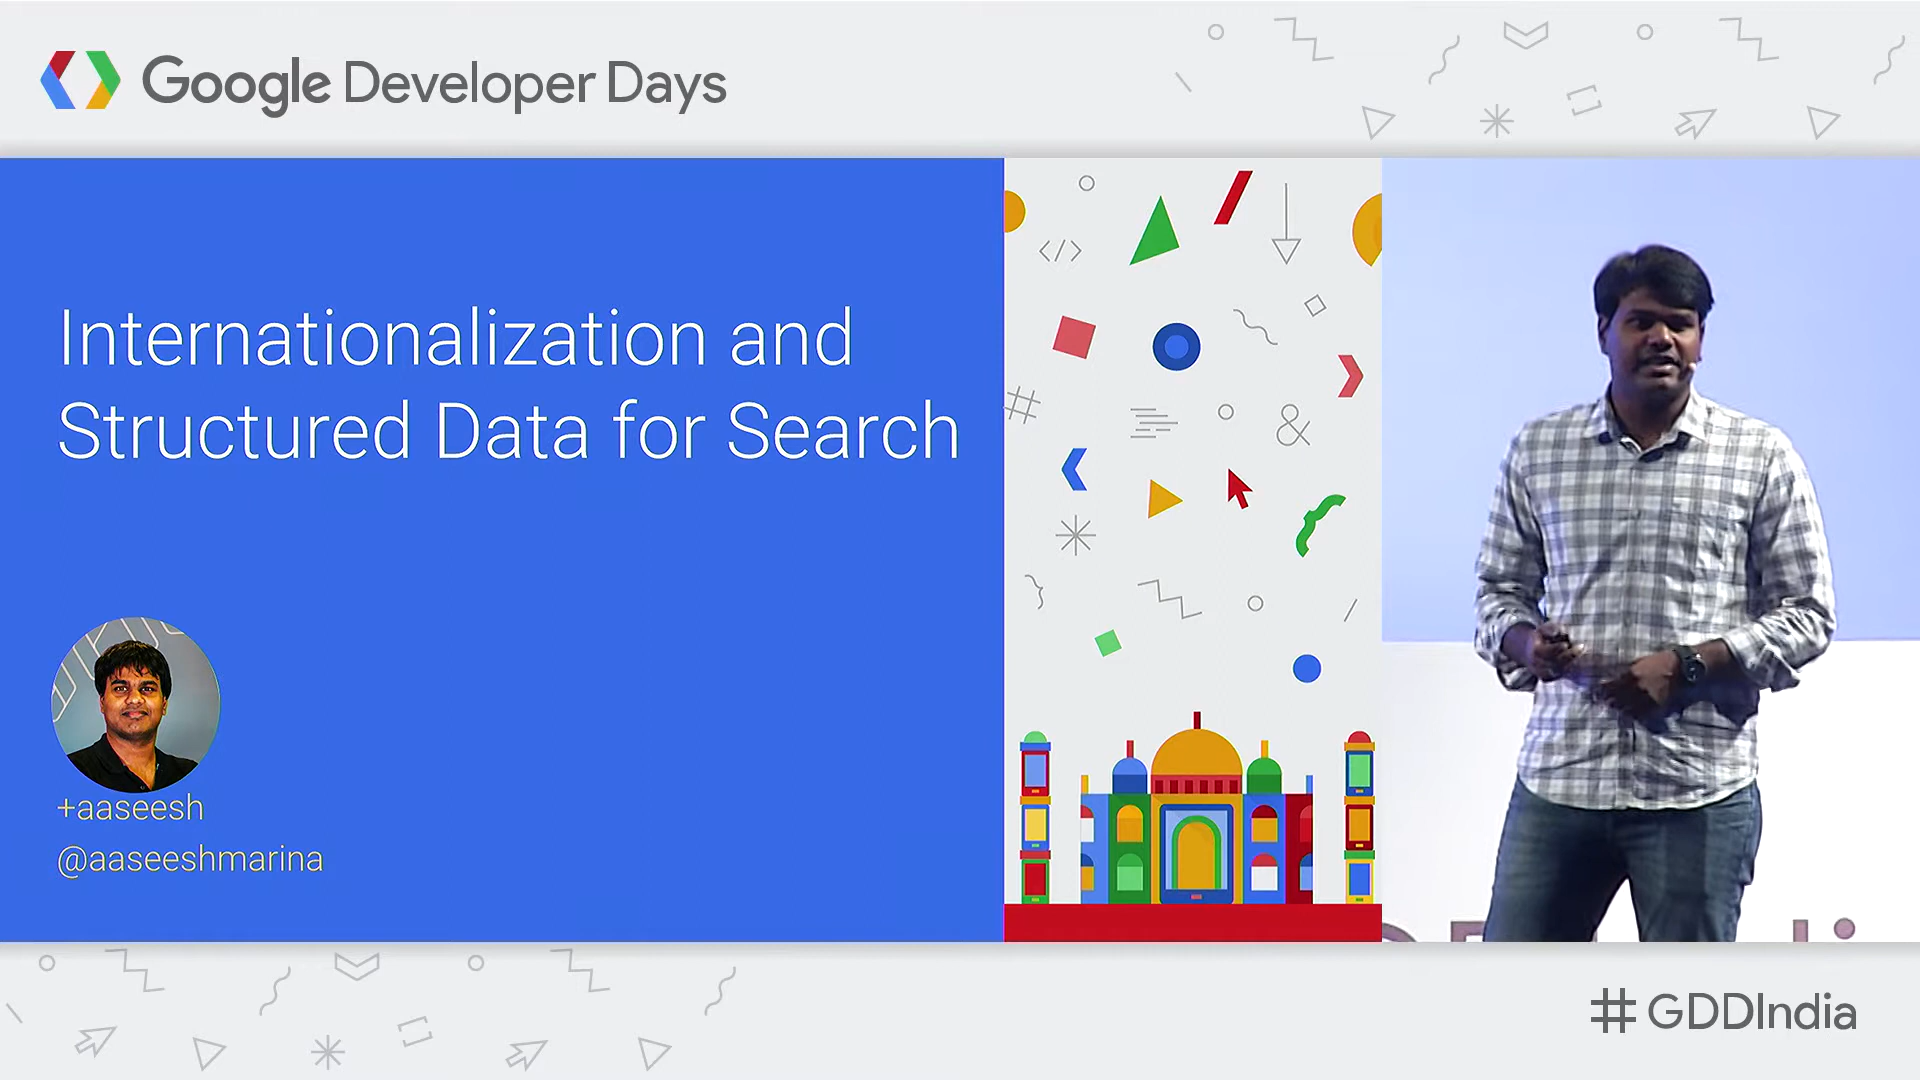 Google Developer Days
Internationalization and
Structured Data for Search
+aaseesh
@aaseeshmarina
#GDDIndia